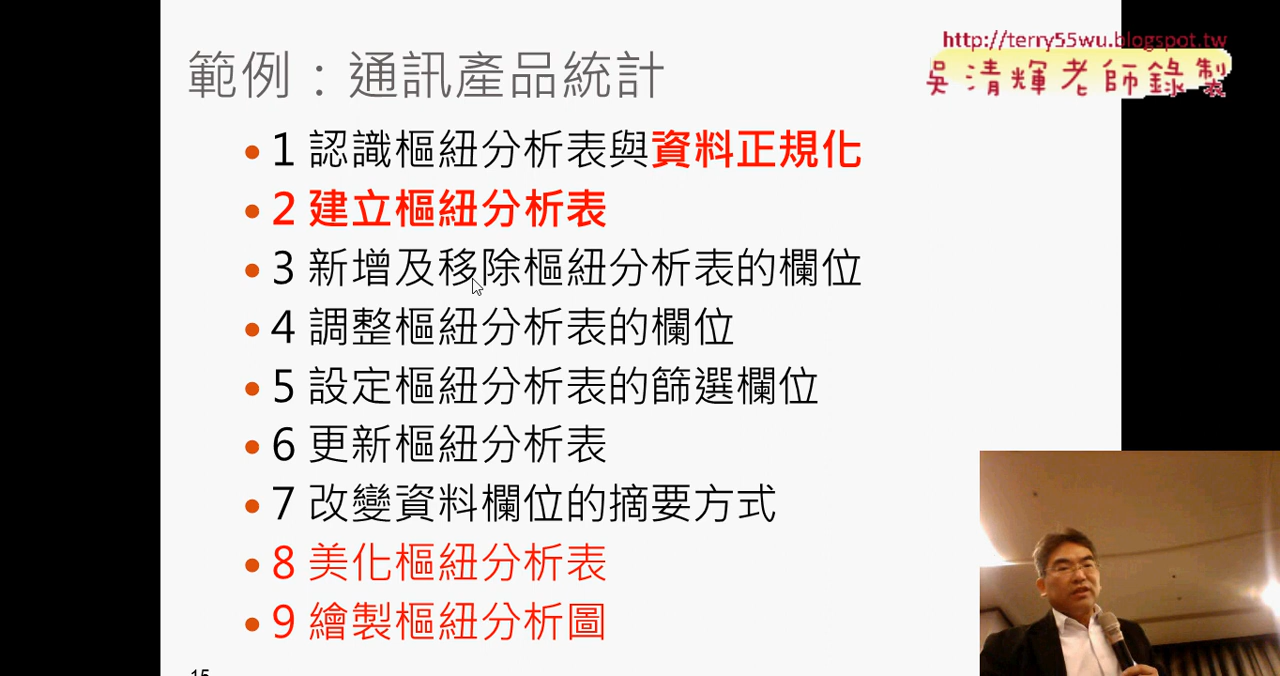 http://terry55wu.blogspot.tw
吳清輝老師錄製
範例：通訊產品統計
• 1 認識樞紐分析表與資料正規化
• 2 建立樞紐分析表
• 3 新增及移除樞紐分析表的欄位
• 4 調整樞紐分析表的欄位
• 5 設定樞紐分析表的篩選欄位
• 6 更新樞紐分析表
• 7 改變資料欄位的摘要方式
• 8 美化樞紐分析表
• 9 繪製樞紐分析圖
15